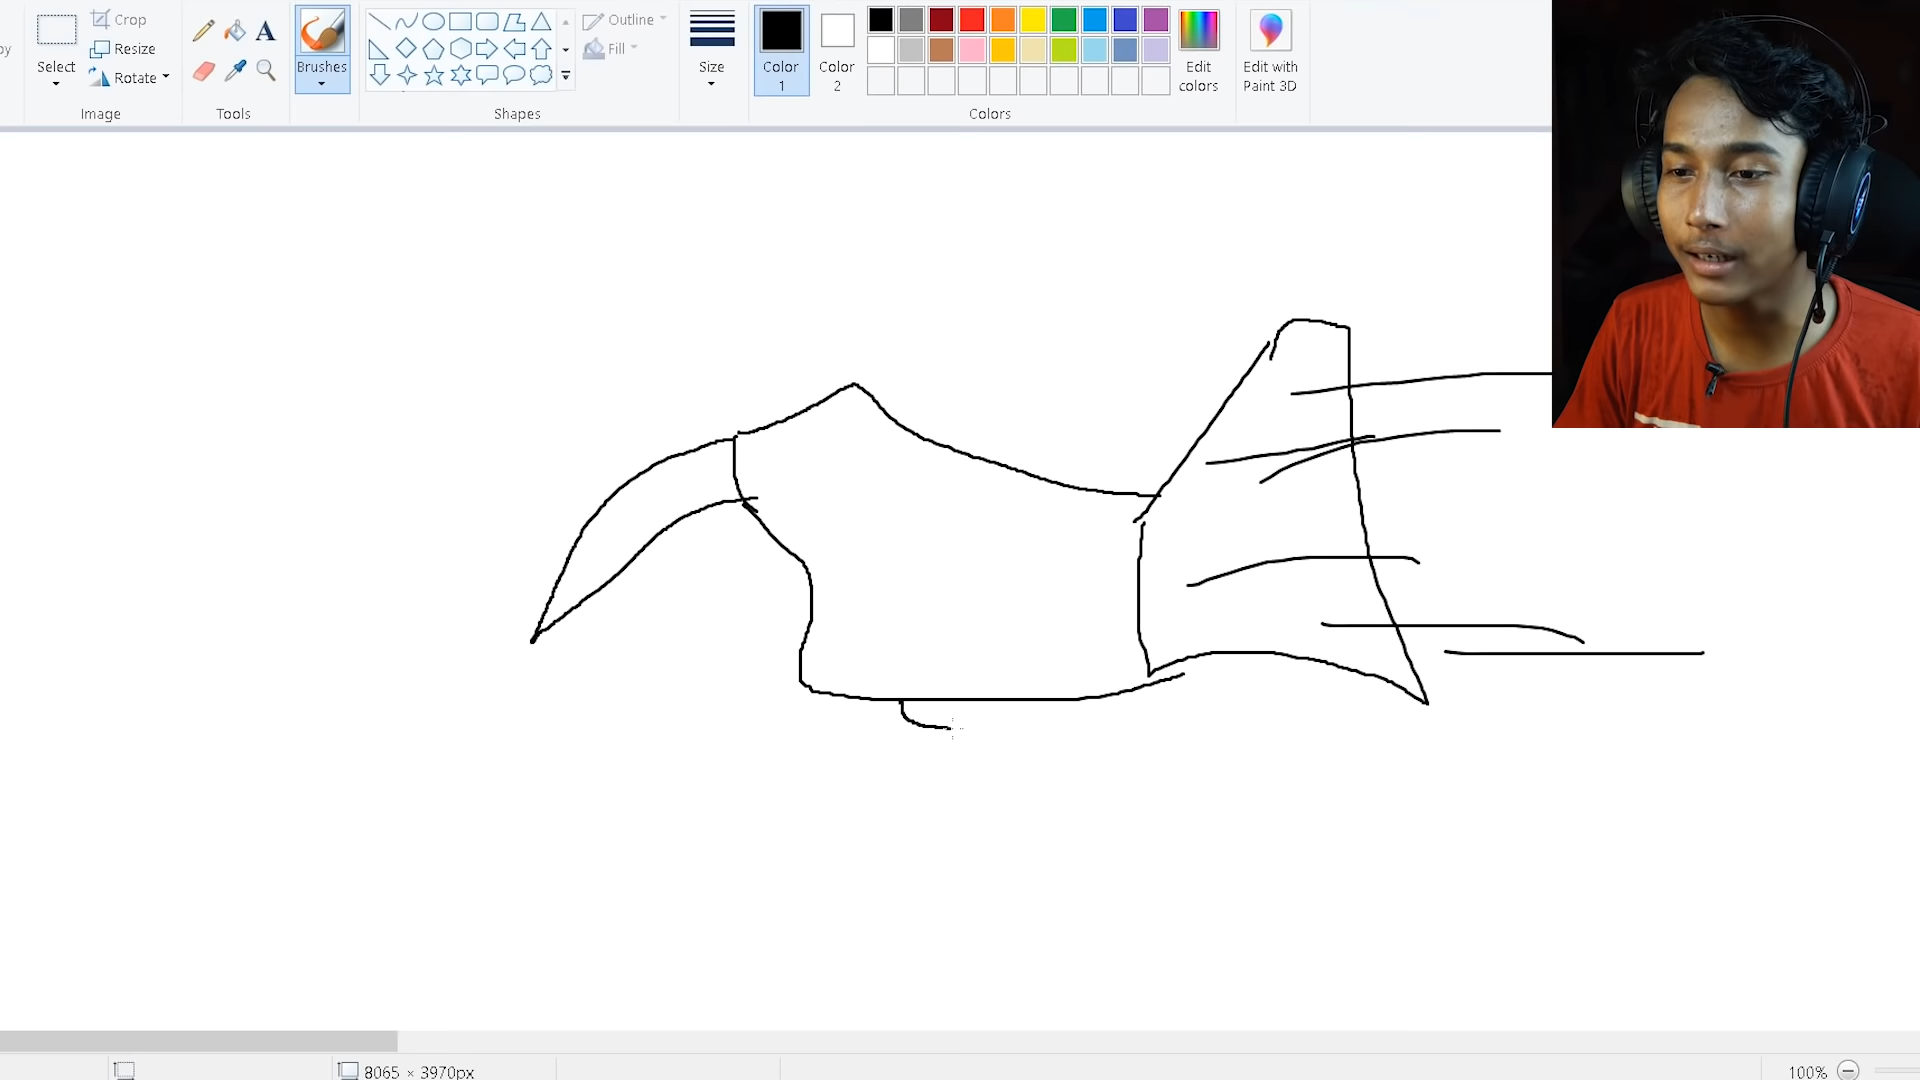 Crop
Resize
Rotate
Select
Image
Tools
Brushes
Shapes
Outline
Fill
Size
Color
1
Color
2
Colors
Edit
colors
Edit with
Paint 3D
8065 × 3970px
100%